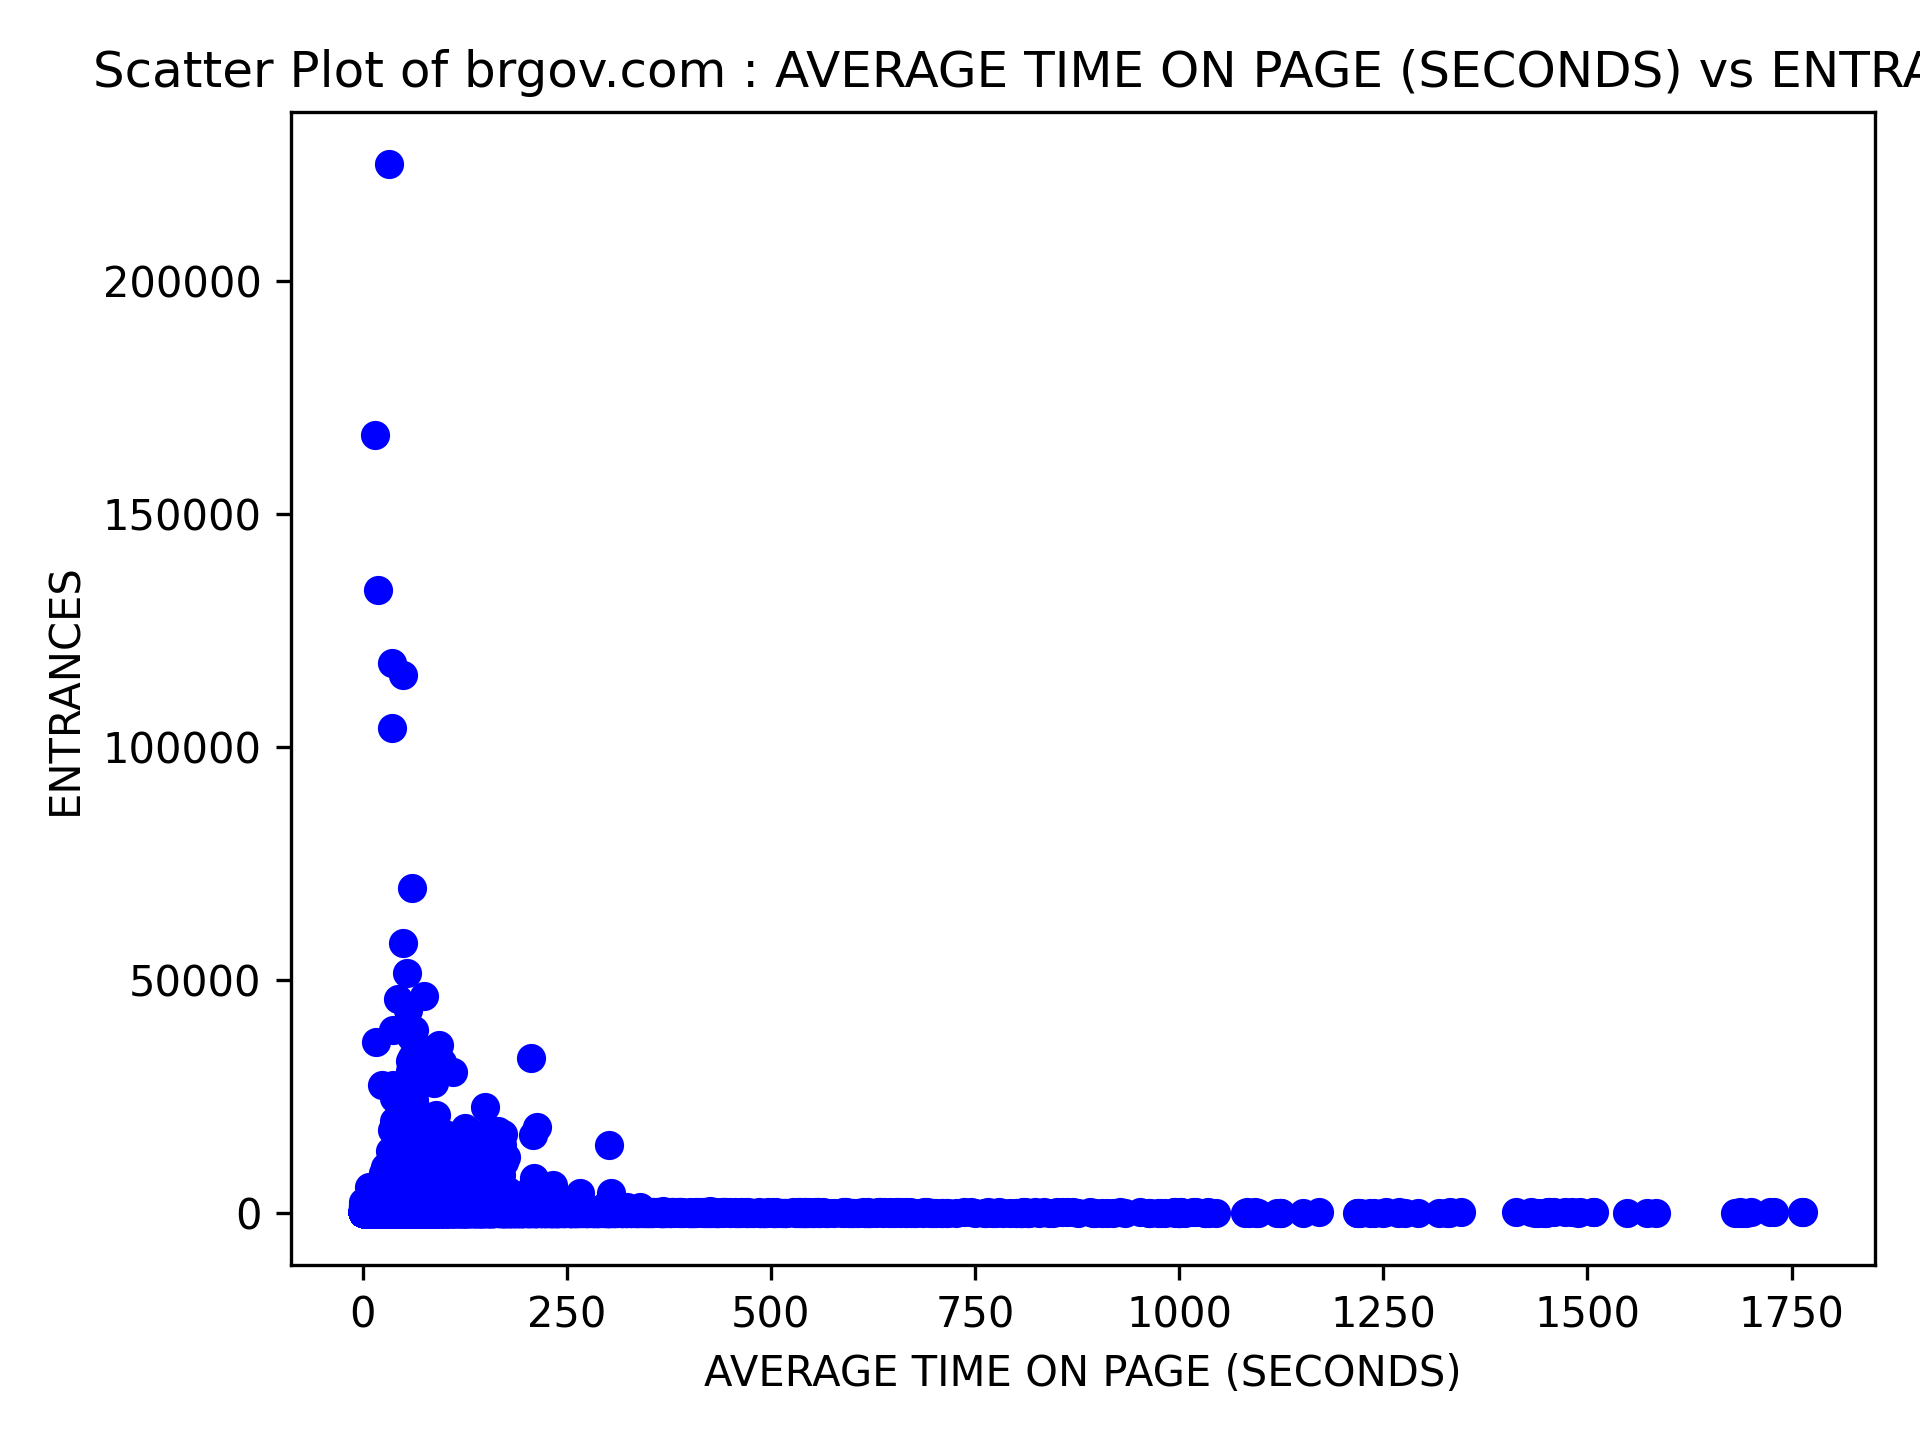 Scatter Plot of brgov.com : AVERAGE TIME ON PAGE (SECONDS) vs ENTRA
200000
150000
100000
50000
0
ENTRANCES
0 250 500 750 1000 1250 1500 1750
AVERAGE TIME ON PAGE (SECONDS)